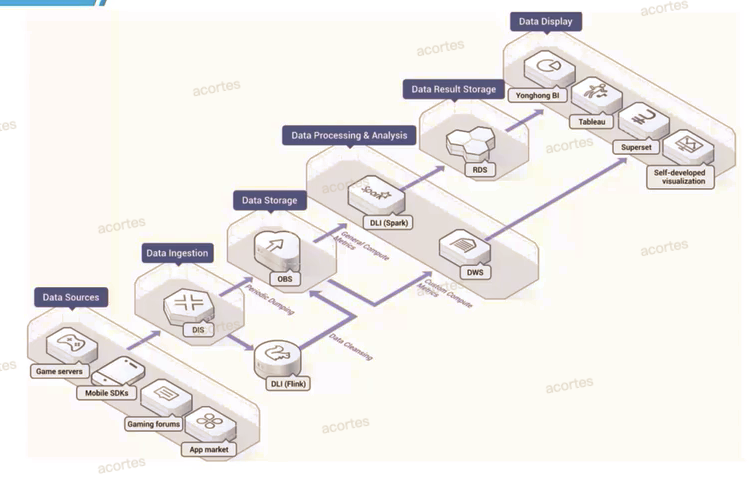 Data Display
Yonghong BI
Tableau
Superset
Self-developed
visualization
Data Result Storage
RDS
Data Processing & Analysis
Spark
DLI (Spark)
DWS
Data Storage
OBS
General Compute
Metrics
Custom Compute
Metrics
Data Ingestion
DIS
Periodic Dumping
Data Cleansing
DLI (Flink)
Data Sources
Game servers
Mobile SDKs
Gaming forums
App market
acortes
acortes
acortes
acortes
acortes
acortes
acortes
acortes
acortes